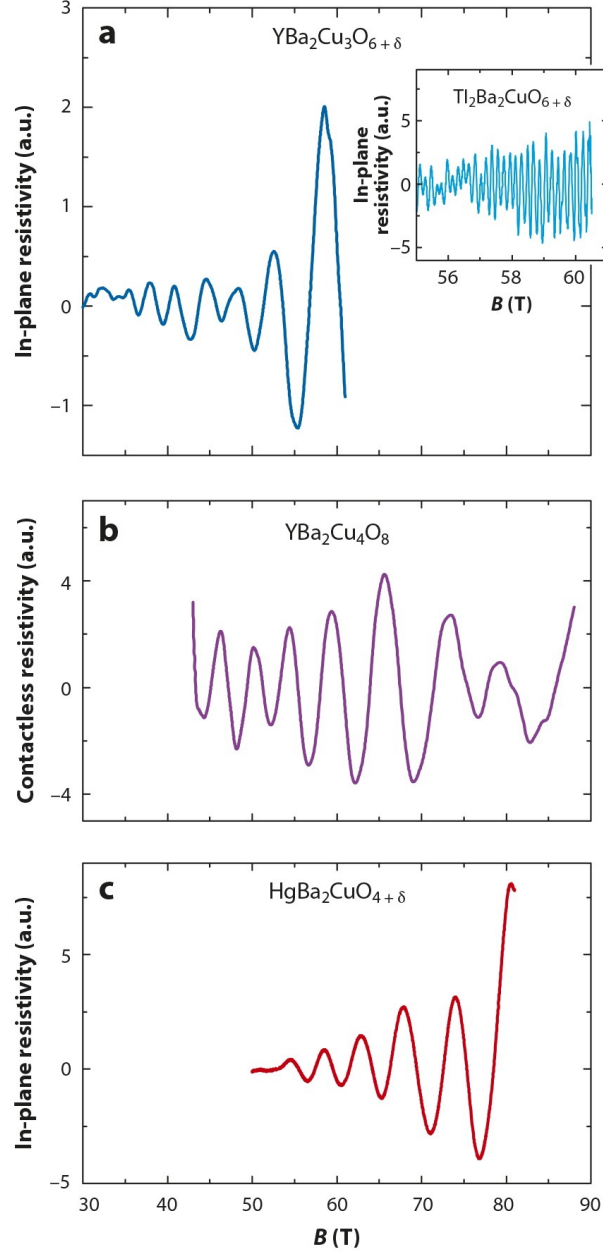 a
YBa₂Cu₃O₆₊δ
In-plane resistivity (a.u.)
3
2
1
0
−1
Tl₂Ba₂CuO₆₊δ
In-plane
resistivity (a.u.)
5
0
−5
56 58 60
B (T)
b
YBa₂Cu₄O₈
Contactless resistivity (a.u.)
4
0
−4
c
HgBa₂CuO₄₊δ
In-plane resistivity (a.u.)
5
0
−5
30 40 50 60 70 80 90
B (T)